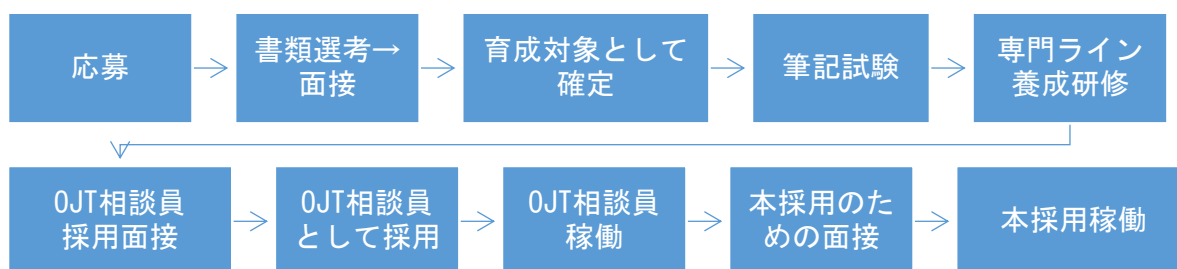 応募
書類選考→
面接
育成対象として
確定
筆記試験
専門ライン
養成研修
OJT相談員
採用面接
OJT相談員
として採用
OJT相談員
稼働
本採用のた
めの面接
本採用稼働